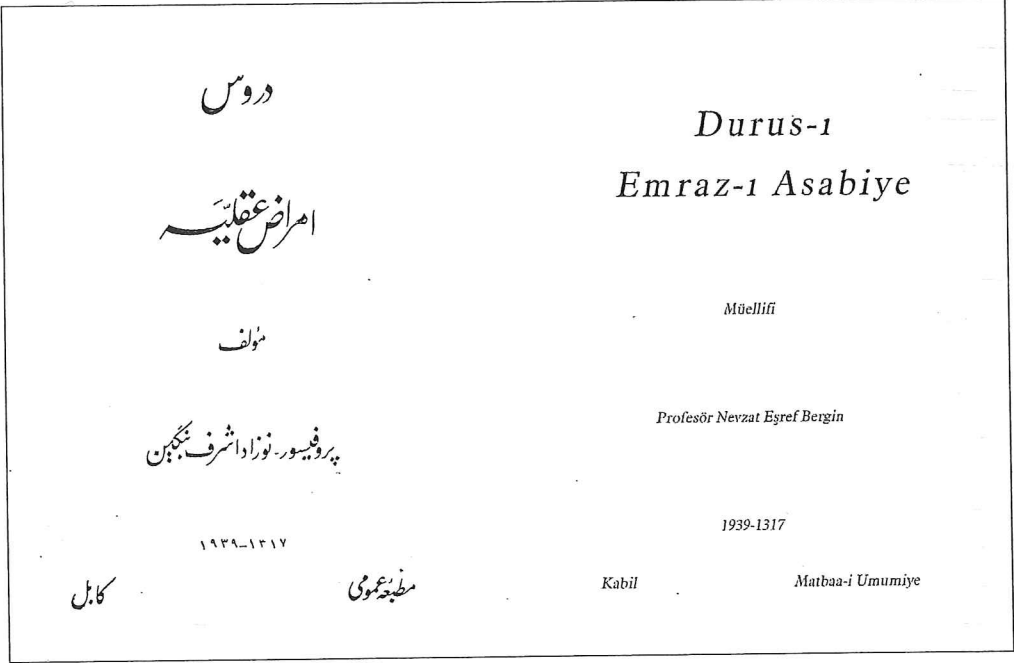 دروس
امراض عقلیّہ
مؤلف
پروفیسور۔ نوزاد اشرف بنگین
۱۹۳۹–۱۳۱۷
مطبعۂ عمومی
کابل
Durus-ı
Emraz-ı Asabiye
Müellifi
Profesör Nevzat Eşref Bergin
1939-1317
Kabil Matbaa-i Umumiye